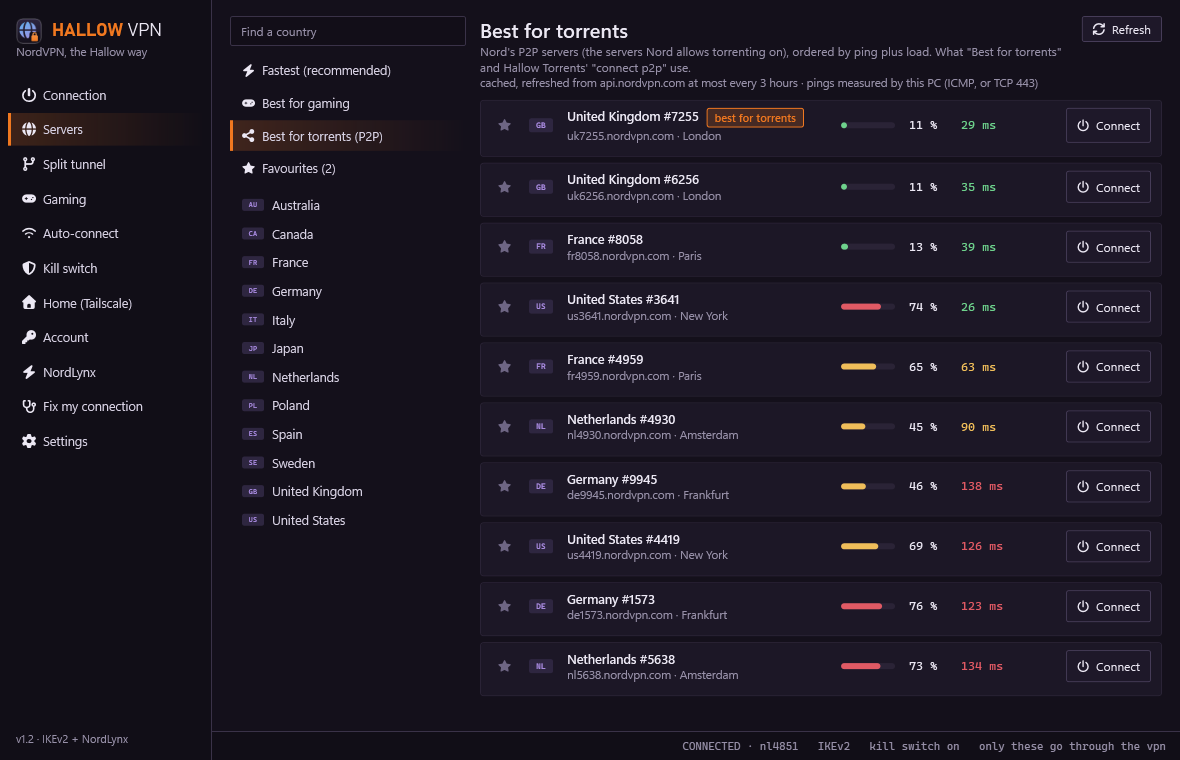 HALLOW VPN
NordVPN, the Hallow way
Connection
Servers
Split tunnel
Gaming
Auto-connect
Kill switch
Home (Tailscale)
Account
NordLynx
Fix my connection
Settings
v1.2 · IKEv2 + NordLynx
Find a country
Fastest (recommended)
Best for gaming
Best for torrents (P2P)
Favourites (2)
AU Australia
CA Canada
FR France
DE Germany
IT Italy
JP Japan
NL Netherlands
PL Poland
ES Spain
SE Sweden
GB United Kingdom
US United States
Best for torrents
Refresh
Nord's P2P servers (the servers Nord allows torrenting on), ordered by ping plus load. What "Best for torrents"
and Hallow Torrents' "connect p2p" use.
cached, refreshed from api.nordvpn.com at most every 3 hours · pings measured by this PC (ICMP, or TCP 443)
United Kingdom #7255 best for torrents
GB 11 % 29 ms Connect
uk7255.nordvpn.com · London
United Kingdom #6256
GB 11 % 35 ms Connect
uk6256.nordvpn.com · London
France #8058
FR 13 % 39 ms Connect
fr8058.nordvpn.com · Paris
United States #3641
US 74 % 26 ms Connect
us3641.nordvpn.com · New York
France #4959
FR 65 % 63 ms Connect
fr4959.nordvpn.com · Paris
Netherlands #4930
NL 45 % 90 ms Connect
nl4930.nordvpn.com · Amsterdam
Germany #9945
DE 46 % 138 ms Connect
de9945.nordvpn.com · Frankfurt
United States #4419
US 69 % 126 ms Connect
us4419.nordvpn.com · New York
Germany #1573
DE 76 % 123 ms Connect
de1573.nordvpn.com · Frankfurt
Netherlands #5638
NL 73 % 134 ms Connect
nl5638.nordvpn.com · Amsterdam
CONNECTED · nl4851 IKEv2 kill switch on only these go through the vpn